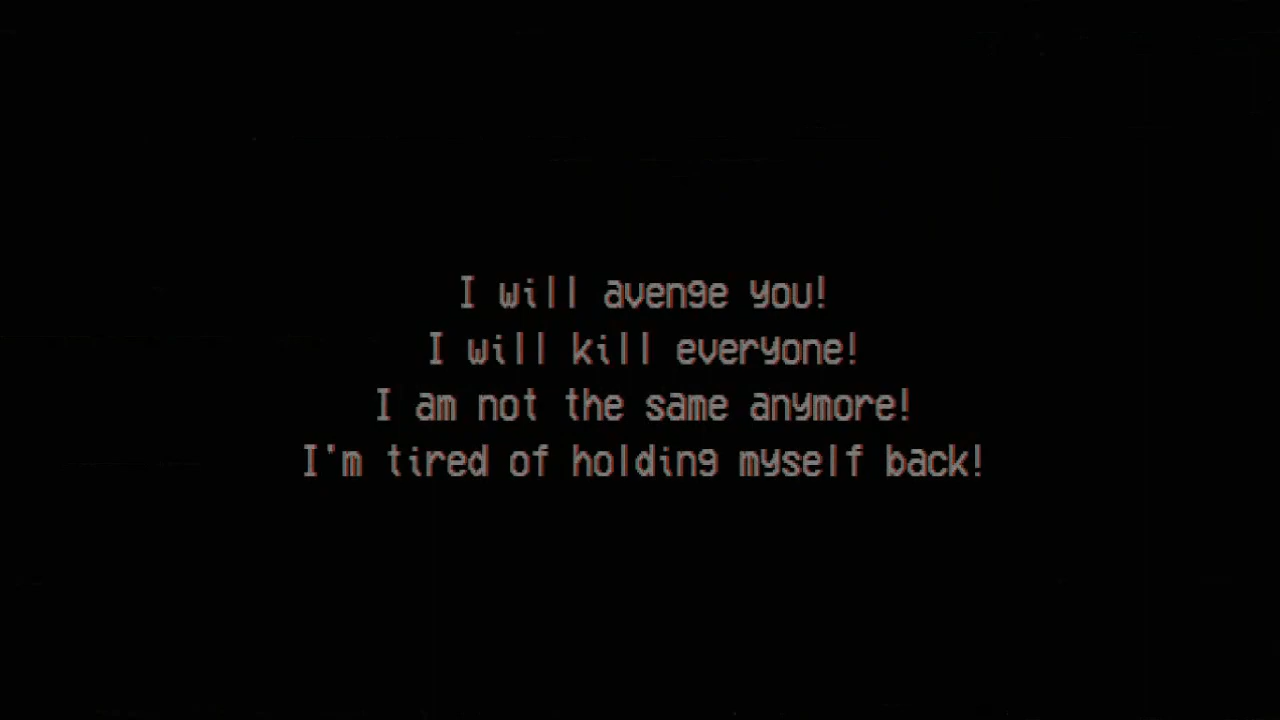 I will avenge you!
I will kill everyone!
I am not the same anymore!
I'm tired of holding myself back!